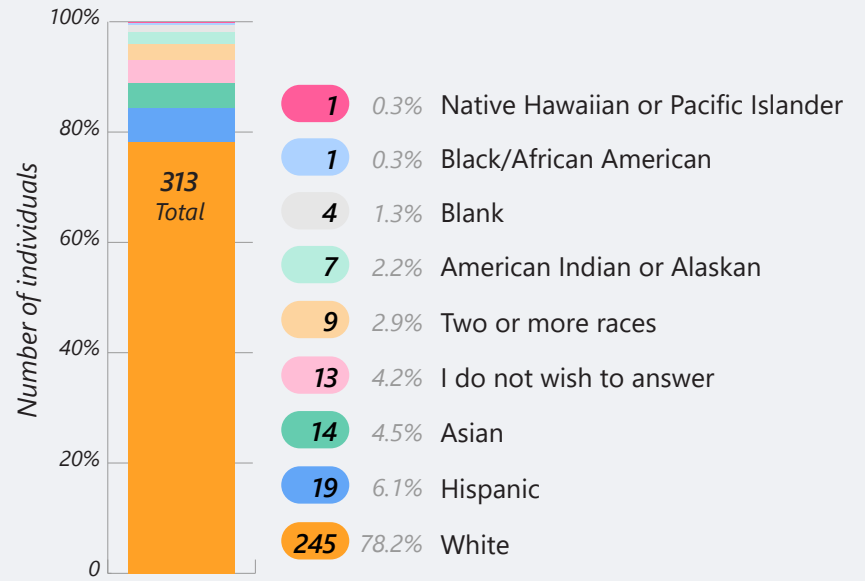 100%
80%
60%
40%
20%
0
Number of individuals
313
Total
1 0.3% Native Hawaiian or Pacific Islander
1 0.3% Black/African American
4 1.3% Blank
7 2.2% American Indian or Alaskan
9 2.9% Two or more races
13 4.2% I do not wish to answer
14 4.5% Asian
19 6.1% Hispanic
245 78.2% White